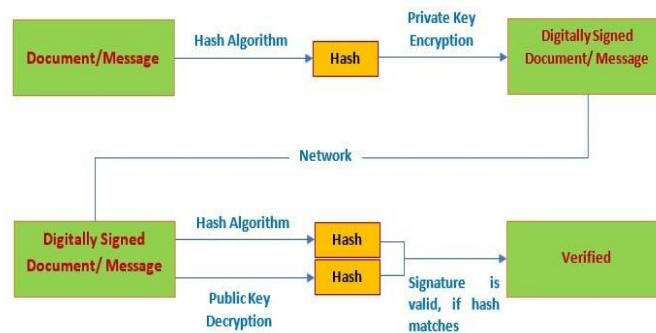 Document/Message
Hash Algorithm
Hash
Private Key
Encryption
Digitally Signed
Document/ Message
Network
Digitally Signed
Document/ Message
Hash Algorithm
Hash
Public Key
Decryption
Hash
Signature is
valid, if hash
matches
Verified